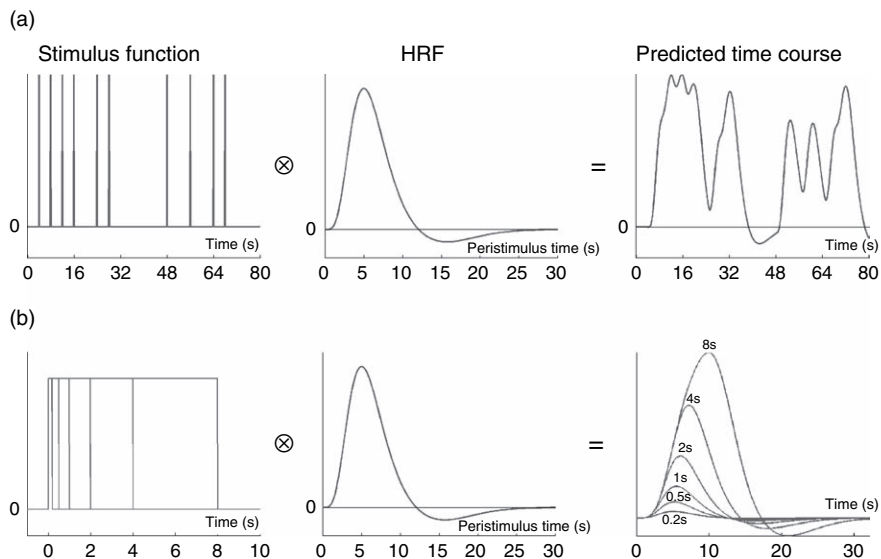 (a)
Stimulus function HRF Predicted time course
⊗ =
0 0 0
Time (s) Peristimulus time (s) Time (s)
0 16 32 48 64 80 0 5 10 15 20 25 30 0 16 32 48 64 80
(b)
8s
4s
2s
1s
0.5s
0.2s
⊗ =
0 0 Time (s)
Time (s) Peristimulus time (s)
0 2 4 6 8 10 0 5 10 15 20 25 30 0 10 20 30